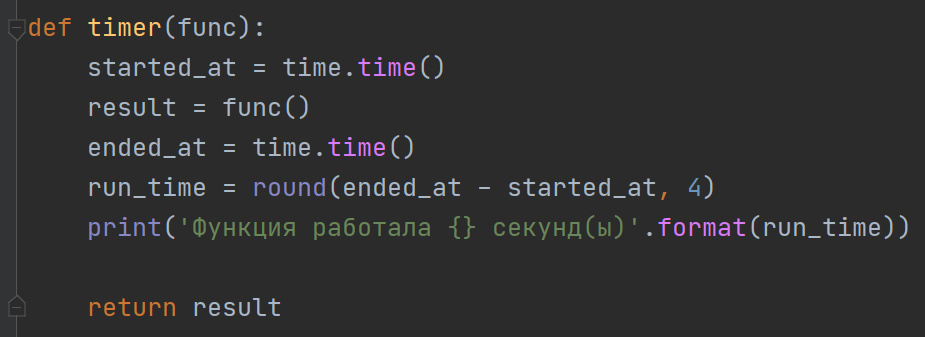 def timer(func):
    started_at = time.time()
    result = func()
    ended_at = time.time()
    run_time = round(ended_at - started_at, 4)
    print('Функция работала {} секунд(ы)'.format(run_time))
    return result